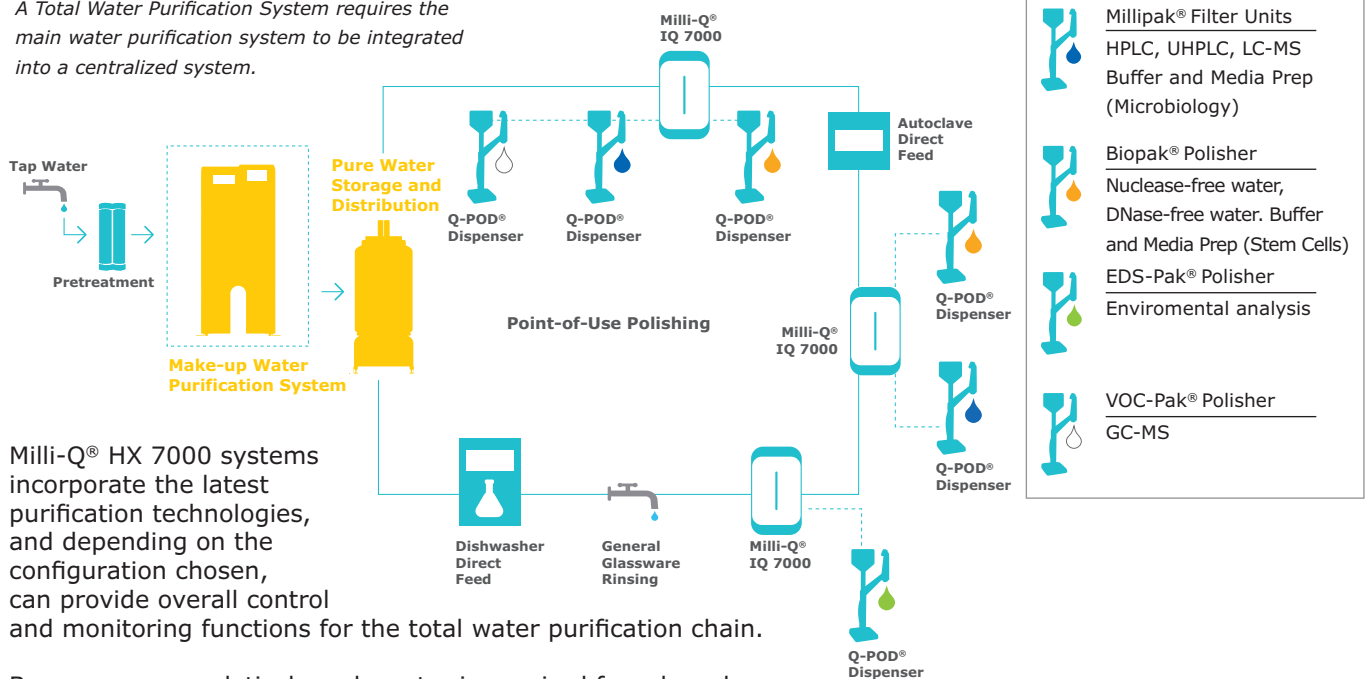 A Total Water Purification System requires the
main water purification system to be integrated
into a centralized system.
Milli-Q®
IQ 7000
Autoclave
Direct
Feed
Tap Water
Pretreatment
Make-up Water
Purification System
Pure Water
Storage and
Distribution
Q-POD®
Dispenser
Q-POD®
Dispenser
Q-POD®
Dispenser
Point-of-Use Polishing
Q-POD®
Dispenser
Milli-Q®
IQ 7000
Q-POD®
Dispenser
Dishwasher
Direct
Feed
General
Glassware
Rinsing
Milli-Q®
IQ 7000
Q-POD®
Dispenser
Millipak® Filter Units
HPLC, UHPLC, LC-MS
Buffer and Media Prep
(Microbiology)
Biopak® Polisher
Nuclease-free water,
DNase-free water. Buffer
and Media Prep (Stem Cells)
EDS-Pak® Polisher
Enviromental analysis
VOC-Pak® Polisher
GC-MS
Milli-Q® HX 7000 systems
incorporate the latest
purification technologies,
and depending on the
configuration chosen,
can provide overall control
and monitoring functions for the total water purification chain.